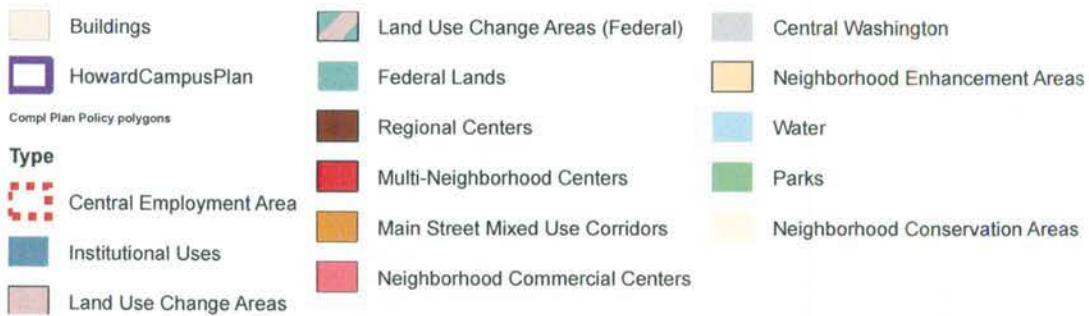 Buildings
HowardCampusPlan
Compl Plan Policy polygons
Type
Central Employment Area
Institutional Uses
Land Use Change Areas
Land Use Change Areas (Federal)
Federal Lands
Regional Centers
Multi-Neighborhood Centers
Main Street Mixed Use Corridors
Neighborhood Commercial Centers
Central Washington
Neighborhood Enhancement Areas
Water
Parks
Neighborhood Conservation Areas